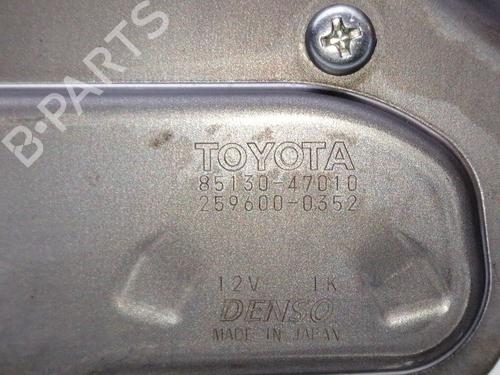 B-PARTS
TOYOTA
85130-47010
259600-0352
12V 1K
DENSO
MADE IN JAPAN